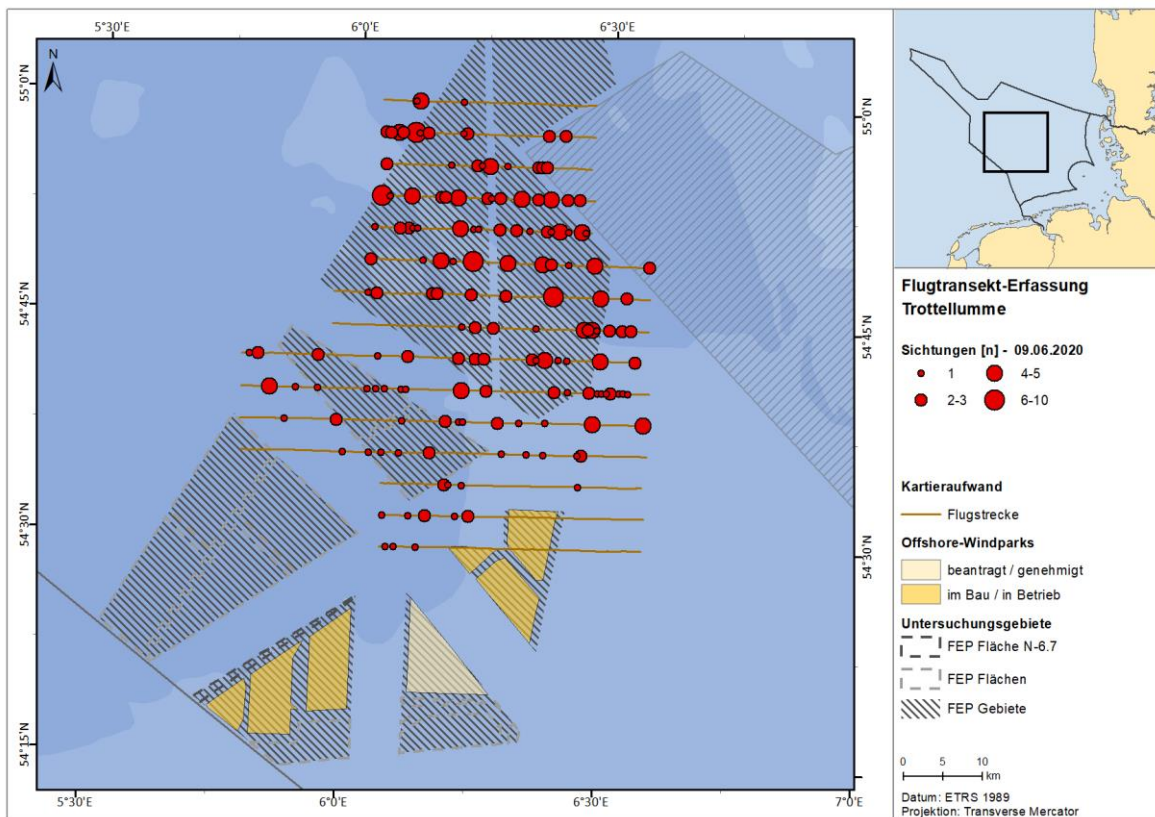 5°30'E 6°0'E 6°30'E
N
55°0'N
55°0'N
54°45'N
54°45'N
54°30'N
54°30'N
54°15'N
5°30'E 6°0'E 6°30'E 7°0'E
Flugtransekt-Erfassung
Trottellumme
Sichtungen [n] - 09.06.2020
1 4-5
2-3 6-10
Kartieraufwand
Flugstrecke
Offshore-Windparks
beantragt / genehmigt
im Bau / in Betrieb
Untersuchungsgebiete
FEP Fläche N-6.7
FEP Flächen
FEP Gebiete
0 5 10
km
Datum: ETRS 1989
Projektion: Transverse Mercator